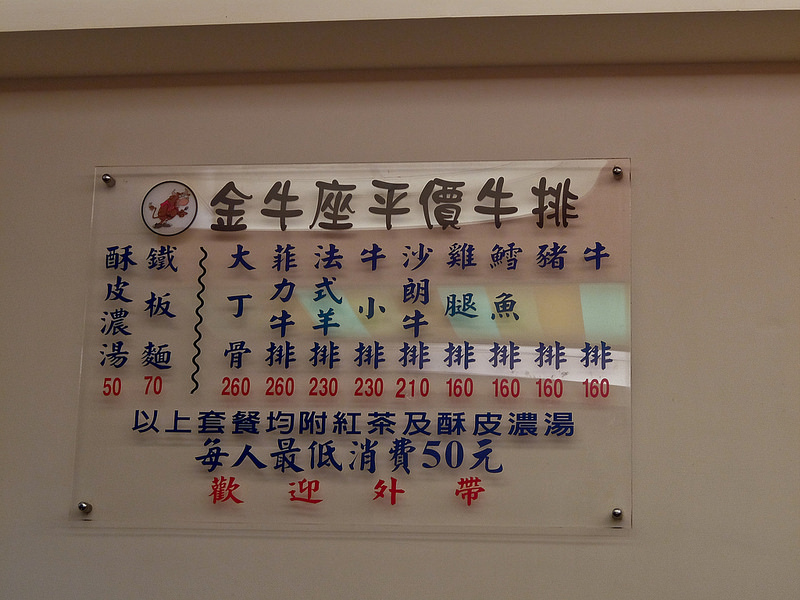 金牛座平價牛排
牛排 160
豬排 160
鱈魚排 160
雞腿排 160
沙朗牛排 210
牛小排 230
法式羊排 230
菲力牛排 260
大丁骨 260
鐵板麵 70
酥皮濃湯 50
以上套餐均附紅茶及酥皮濃湯
每人最低消費50元
歡迎外帶